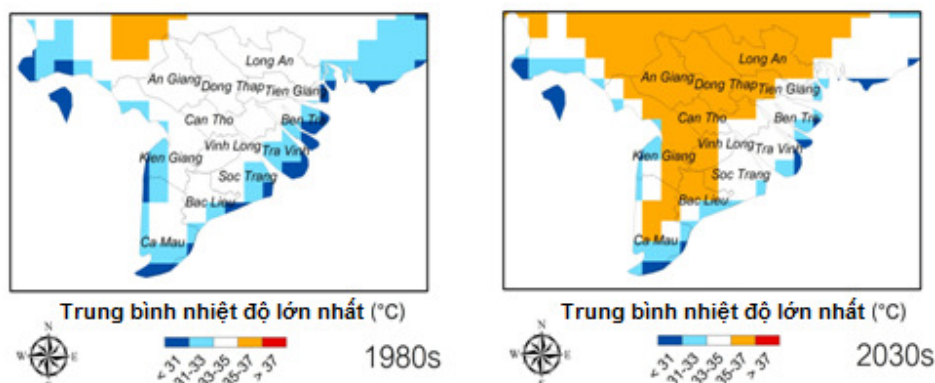 Long An
An Giang
Dong Thap
Tien Giang
Can Tho
Ben Tre
Vinh Long
Tra Vinh
Kien Giang
Soc Trang
Bac Lieu
Ca Mau
Trung bình nhiệt độ lớn nhất (°C)
N
W E
S
< 31
31-33
33-35
35-37
> 37
1980s
Long An
An Giang
Dong Thap
Tien Giang
Can Tho
Ben Tre
Vinh Long
Tra Vinh
Kien Giang
Soc Trang
Bac Lieu
Ca Mau
Trung bình nhiệt độ lớn nhất (°C)
N
W E
S
< 31
31-33
33-35
35-37
> 37
2030s